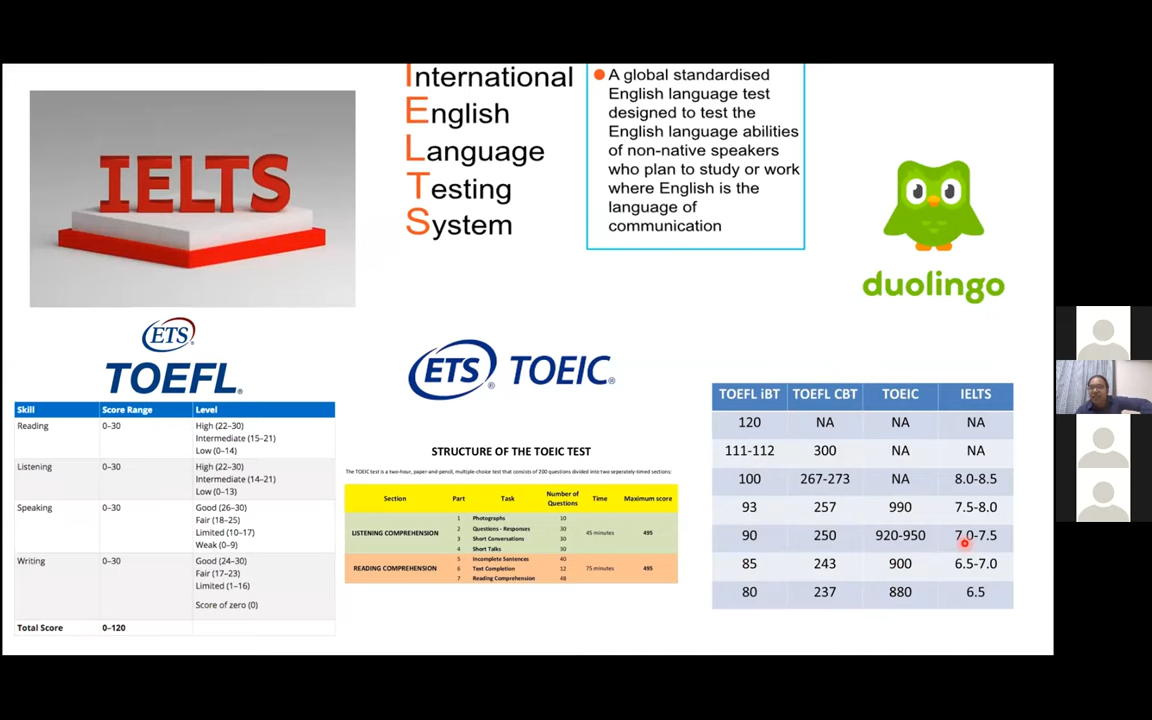 International
English
Language
Testing
System
A global standardised
English language test
designed to test the
English language abilities
of non-native speakers
who plan to study or work
where English is the
language of
communication
IELTS
duolingo
ETS
TOEFL
Skill Score Range Level
Reading 0–30 High (22–30)
Intermediate (15–21)
Low (0–14)
Listening 0–30 High (22–30)
Intermediate (14–21)
Low (0–13)
Speaking 0–30 Good (26–30)
Fair (18–25)
Limited (10–17)
Weak (0–9)
Writing 0–30 Good (24–30)
Fair (17–23)
Limited (1–16)
Score of zero (0)
Total Score 0–120
ETS TOEIC
STRUCTURE OF THE TOEIC TEST
The TOEIC test is a two-hour, paper-and-pencil, multiple-choice test that consists of 200 questions divided into two separately-timed sections:
Section Part Task Number of Questions Time Maximum score
LISTENING COMPREHENSION 45 minutes 495
1 Photographs 10
2 Questions - Responses 30
3 Short Conversations 30
4 Short Talks 30
READING COMPREHENSION 75 minutes 495
5 Incomplete Sentences 40
6 Text Completion 12
7 Reading Comprehension 48
TOEFL iBT TOEFL CBT TOEIC IELTS
120 NA NA NA
111-112 300 NA NA
100 267-273 NA 8.0-8.5
93 257 990 7.5-8.0
90 250 920-950 7.0-7.5
85 243 900 6.5-7.0
80 237 880 6.5